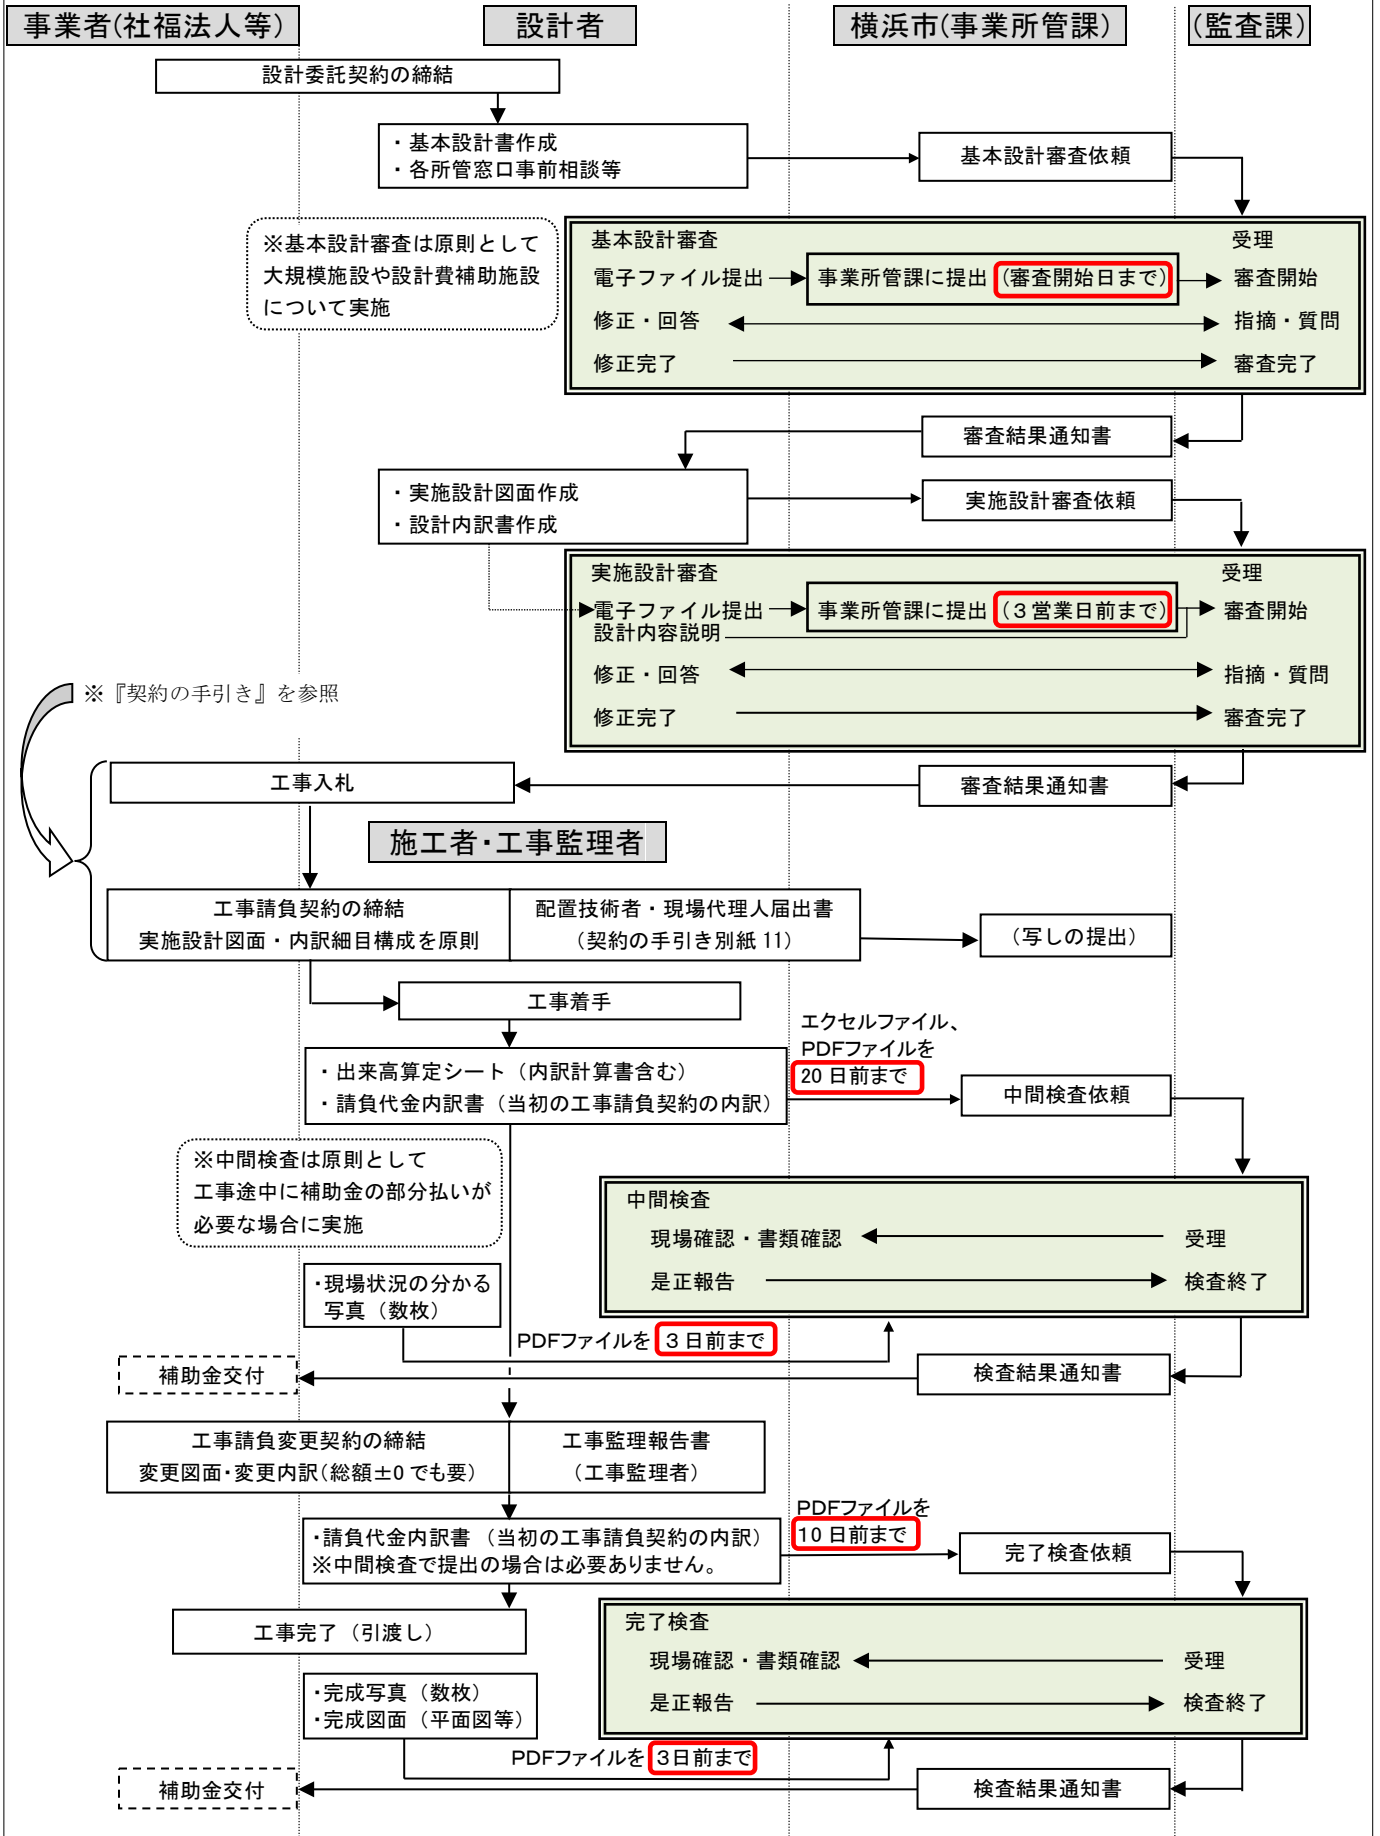 事業者(社福法人等)
設計者
横浜市(事業所管課)
(監査課)
設計委託契約の締結
・基本設計書作成
・各所管窓口事前相談等
基本設計審査依頼
※基本設計審査は原則として
大規模施設や設計費補助施設
について実施
基本設計審査
受理
電子ファイル提出
事業所管課に提出(審査開始日まで)
審査開始
修正・回答
指摘・質問
修正完了
審査完了
審査結果通知書
・実施設計図面作成
・設計内訳書作成
実施設計審査依頼
実施設計審査
受理
電子ファイル提出
事業所管課に提出(3営業日前まで)
審査開始
設計内容説明
修正・回答
指摘・質問
修正完了
審査完了
※『契約の手引き』を参照
工事入札
審査結果通知書
施工者・工事監理者
工事請負契約の締結
実施設計図面・内訳細目構成を原則
配置技術者・現場代理人届出書
(契約の手引き別紙 11)
(写しの提出)
工事着手
エクセルファイル、
PDFファイルを
20 日前まで
・出来高算定シート(内訳計算書含む)
・請負代金内訳書(当初の工事請負契約の内訳)
中間検査依頼
※中間検査は原則として
工事途中に補助金の部分払いが
必要な場合に実施
中間検査
現場確認・書類確認
受理
是正報告
検査終了
・現場状況の分かる
写真(数枚)
PDFファイルを 3 日前まで
補助金交付
検査結果通知書
工事請負変更契約の締結
変更図面・変更内訳(総額±0 でも要)
工事監理報告書
(工事監理者)
PDFファイルを
10 日前まで
・請負代金内訳書 (当初の工事請負契約の内訳)
※中間検査で提出の場合は必要ありません。
完了検査依頼
工事完了(引渡し)
完了検査
現場確認・書類確認
受理
是正報告
検査終了
・完成写真(数枚)
・完成図面(平面図等)
PDFファイルを 3日前まで
補助金交付
検査結果通知書